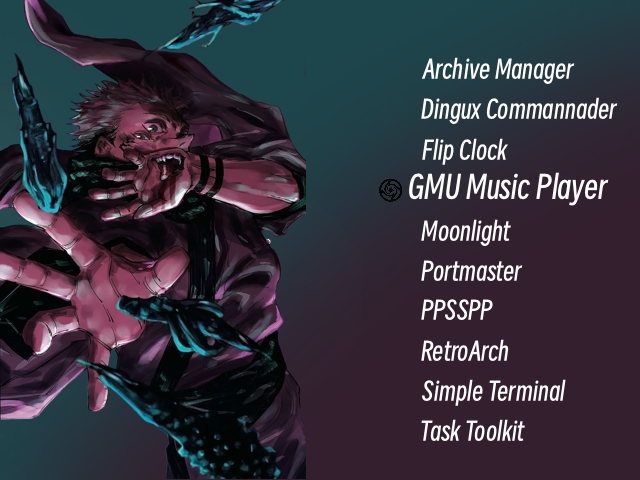 Archive Manager
Dingux Commannader
Flip Clock
GMU Music Player
Moonlight
Portmaster
PPSSPP
RetroArch
Simple Terminal
Task Toolkit